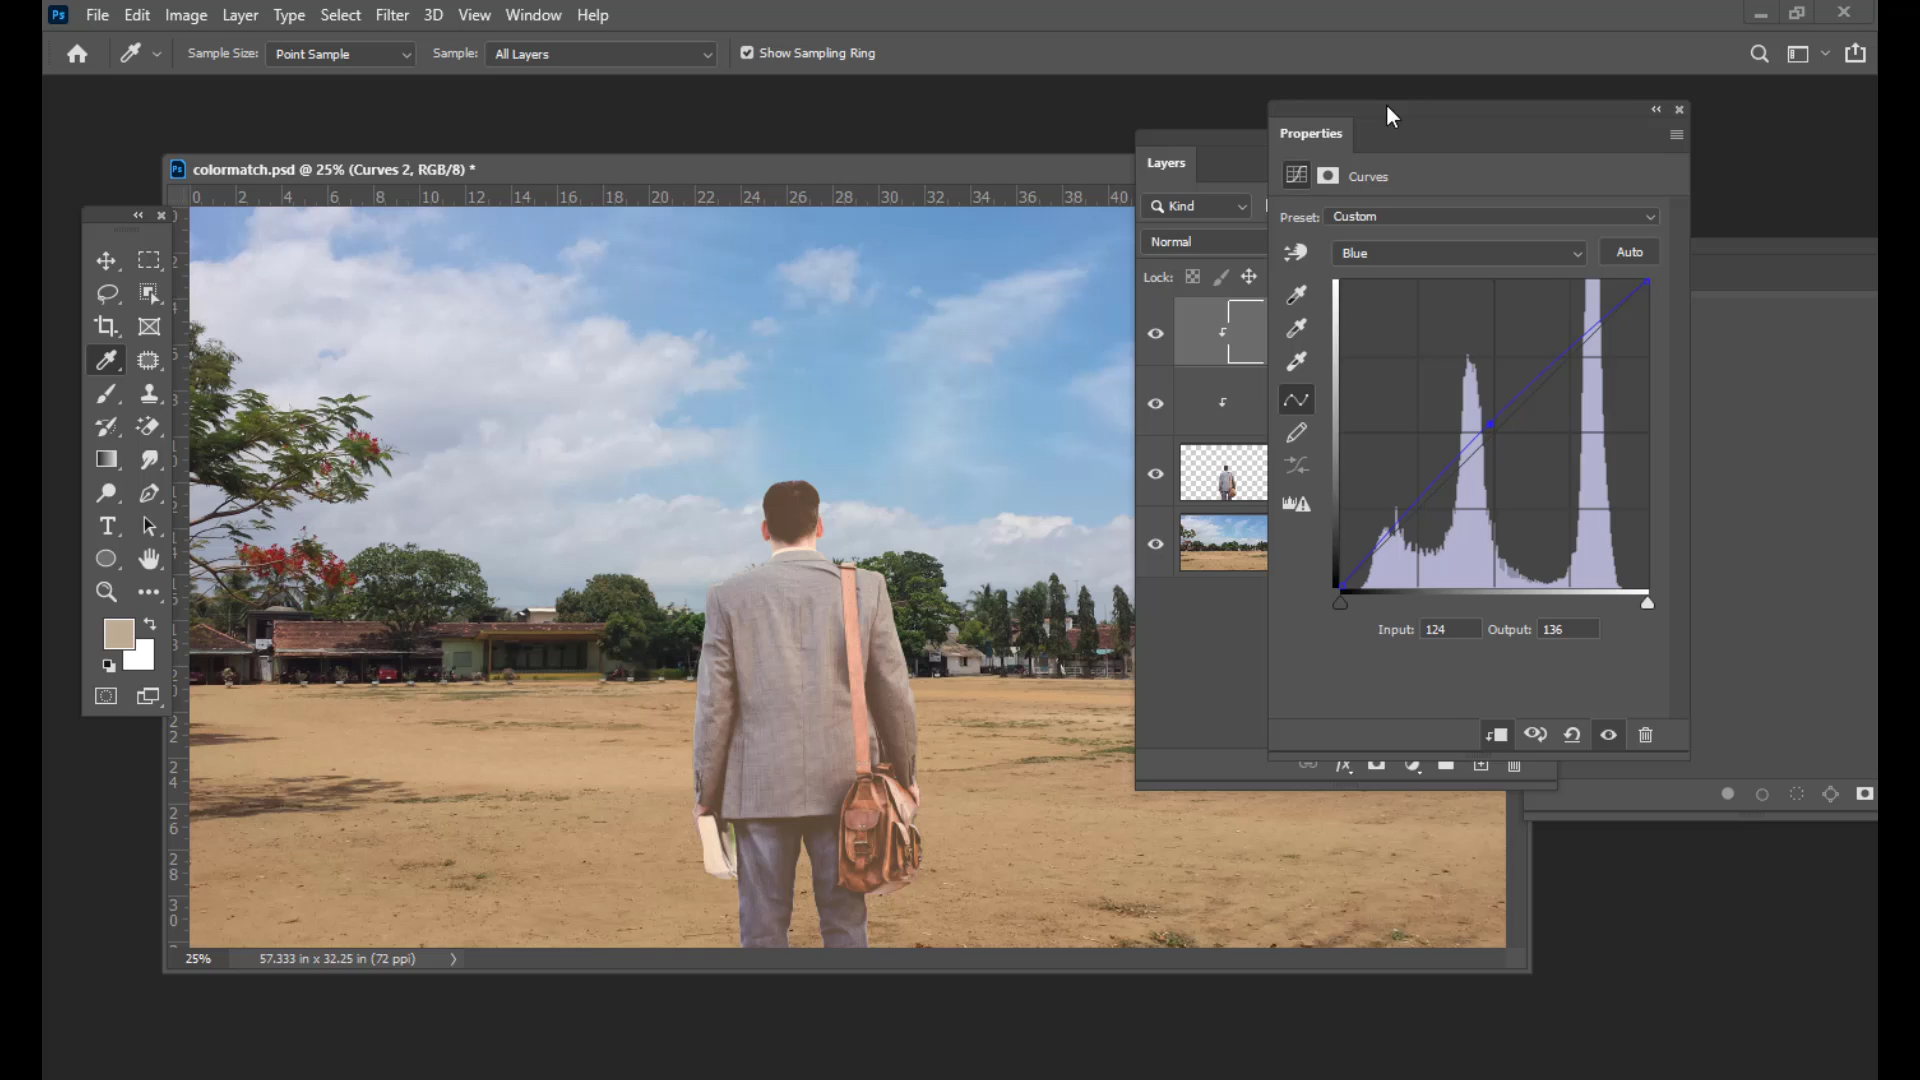 Ps File Edit Image Layer Type Select Filter 3D View Window Help
Sample Size: Point Sample Sample: All Layers Show Sampling Ring
Ps colormatch.psd @ 25% (Curves 2, RGB/8) *
0 2 4 6 8 10 12 14 16 18 20 22 24 26 28 30 32 34 36 38 40
Layers
Kind
Normal
Lock:
Properties
Curves
Preset: Custom
Blue Auto
Input: 124 Output: 136
fx
T
25% 57.333 in x 32.25 in (72 ppi)